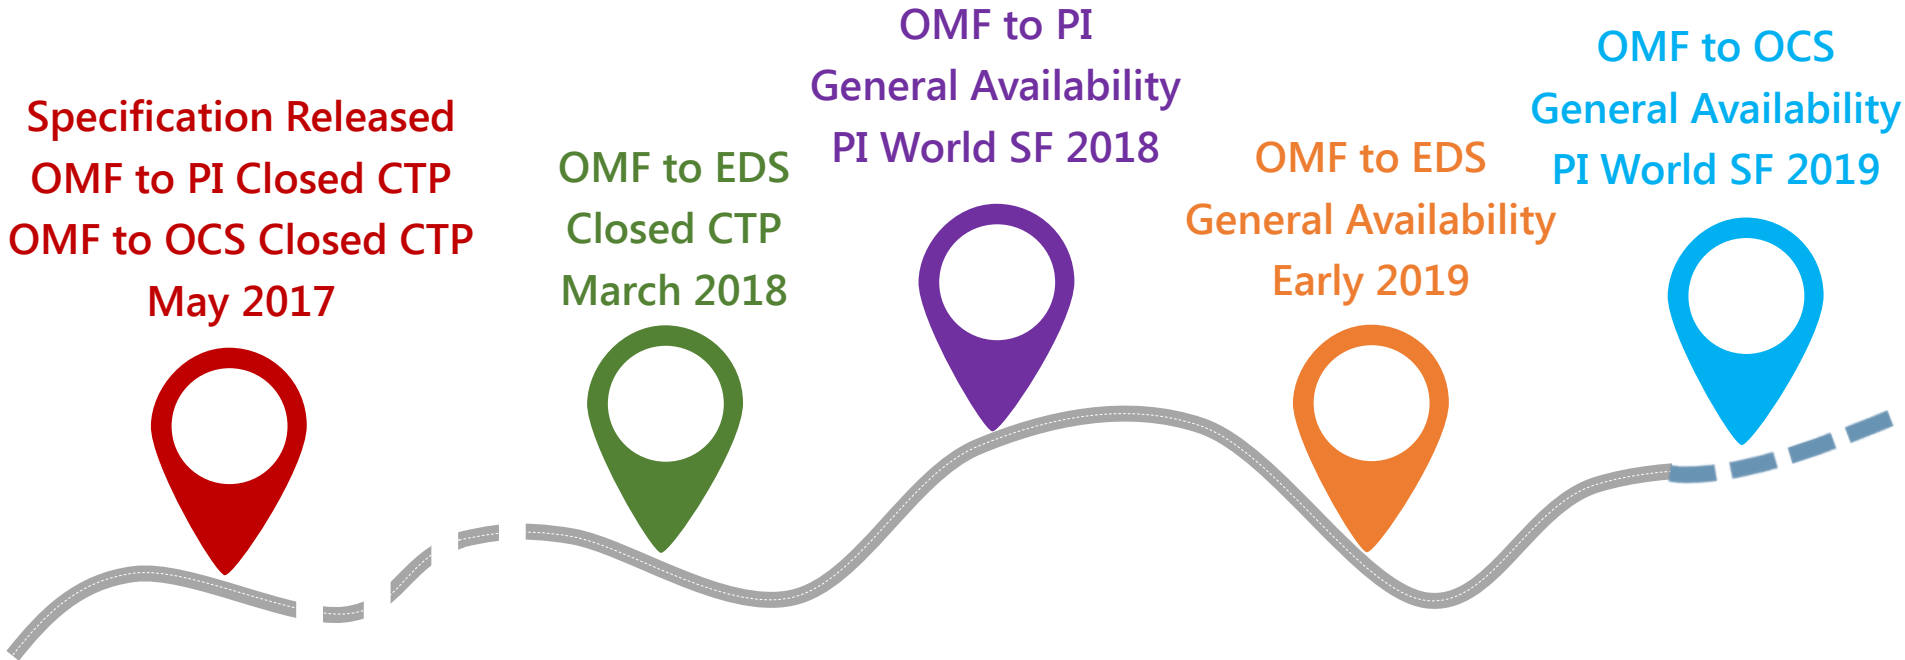 Specification Released
OMF to PI Closed CTP
OMF to OCS Closed CTP
May 2017
OMF to EDS
Closed CTP
March 2018
OMF to PI
General Availability
PI World SF 2018
OMF to EDS
General Availability
Early 2019
OMF to OCS
General Availability
PI World SF 2019